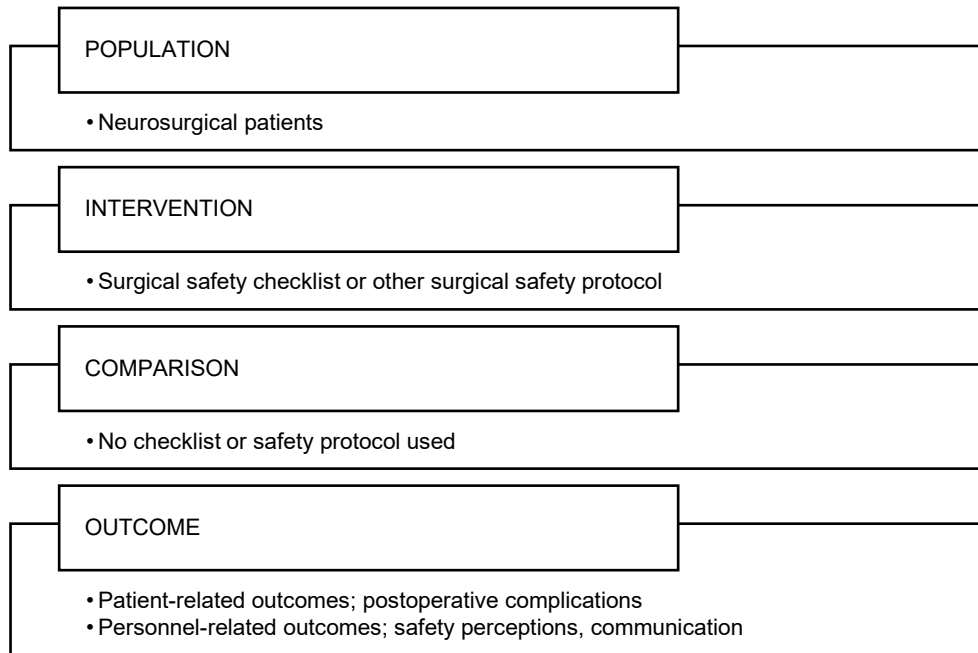 POPULATION
• Neurosurgical patients
INTERVENTION
• Surgical safety checklist or other surgical safety protocol
COMPARISON
• No checklist or safety protocol used
OUTCOME
• Patient-related outcomes; postoperative complications
• Personnel-related outcomes; safety perceptions, communication